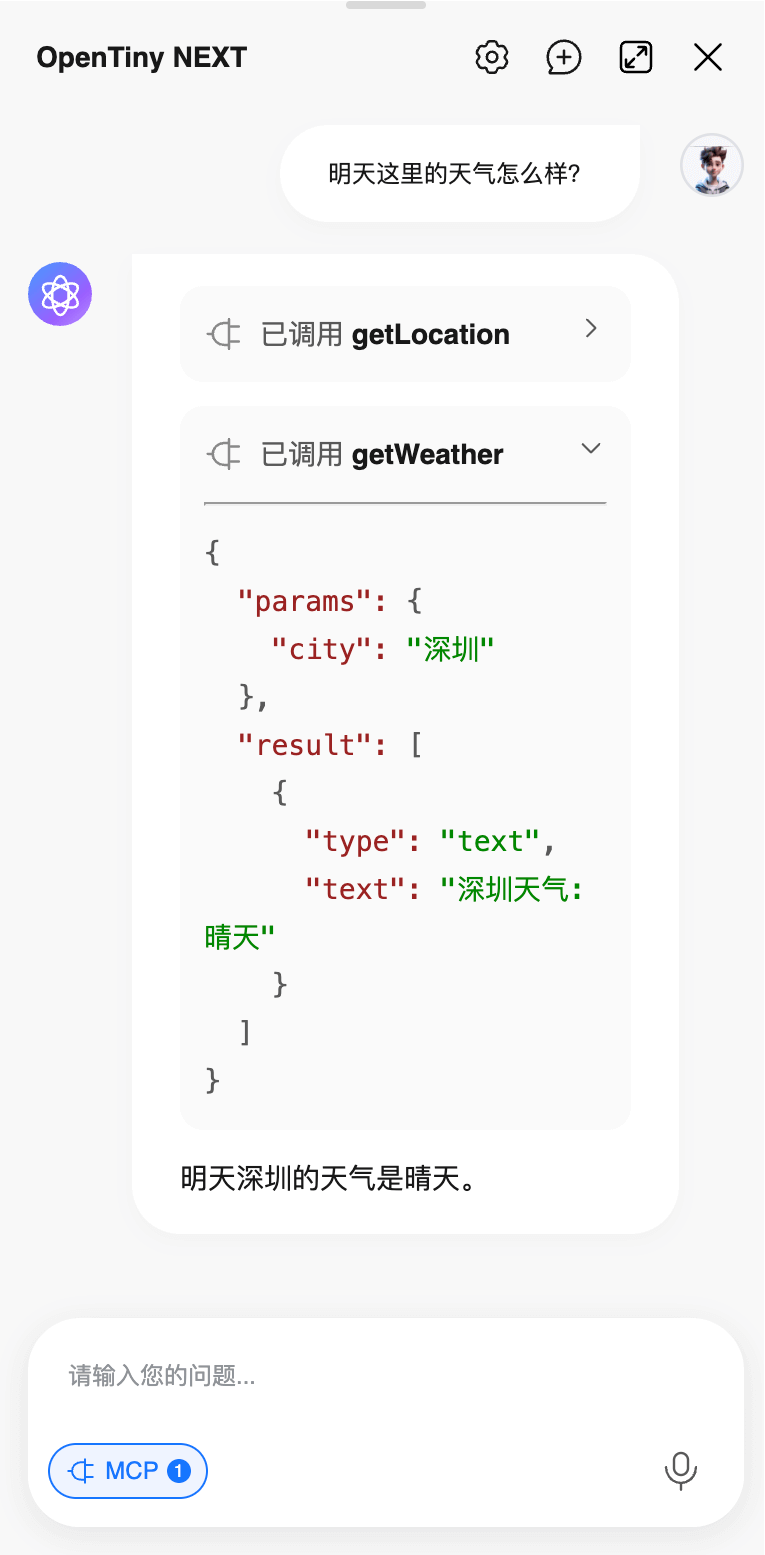 OpenTiny NEXT
明天这里的天气怎么样?
已调用 getLocation
已调用 getWeather
{
  "params": {
    "city": "深圳"
  },
  "result": [
    {
      "type": "text",
      "text": "深圳天气:
晴天"
    }
  ]
}
明天深圳的天气是晴天。
请输入您的问题...
MCP 1